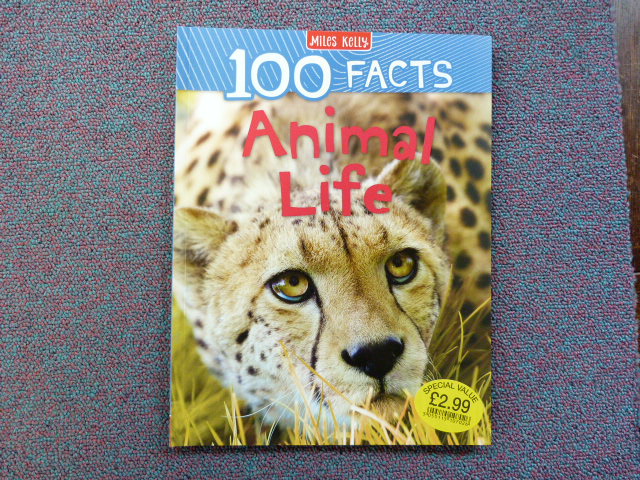 Miles Kelly
100 FACTS
Animal
Life
SPECIAL VALUE
£2.99